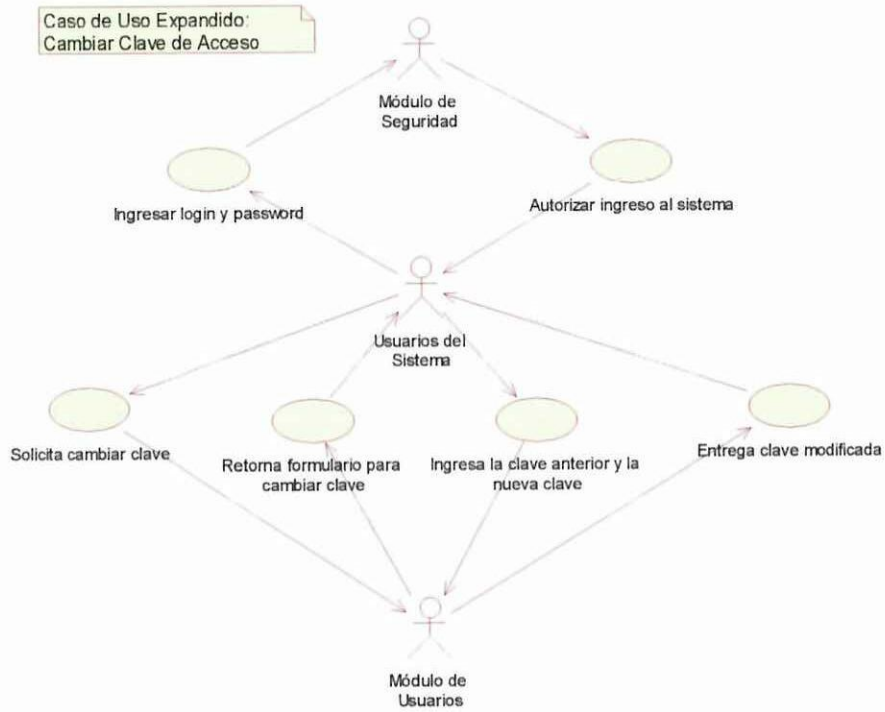 Caso de Uso Expandido:
Cambiar Clave de Acceso
Módulo de
Seguridad
Ingresar login y password
Autorizar ingreso al sistema
Usuarios del
Sistema
Solicita cambiar clave
Retorna formulario para
cambiar clave
Ingresa la clave anterior y la
nueva clave
Entrega clave modificada
Módulo de
Usuarios